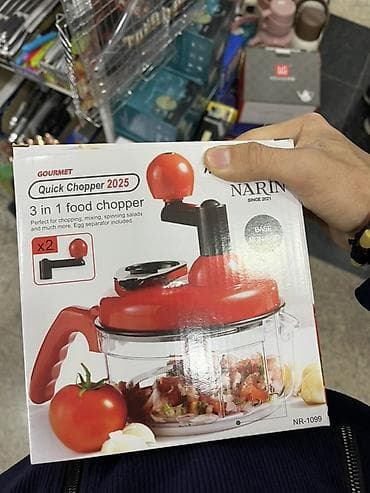 GOURMET
Quick Chopper 2025
3 in 1 food chopper
Perfect for chopping, mixing, spinning salads
and much more. Egg separator included.
x2
NARIN
SINCE 2021
BASE
NR-1099